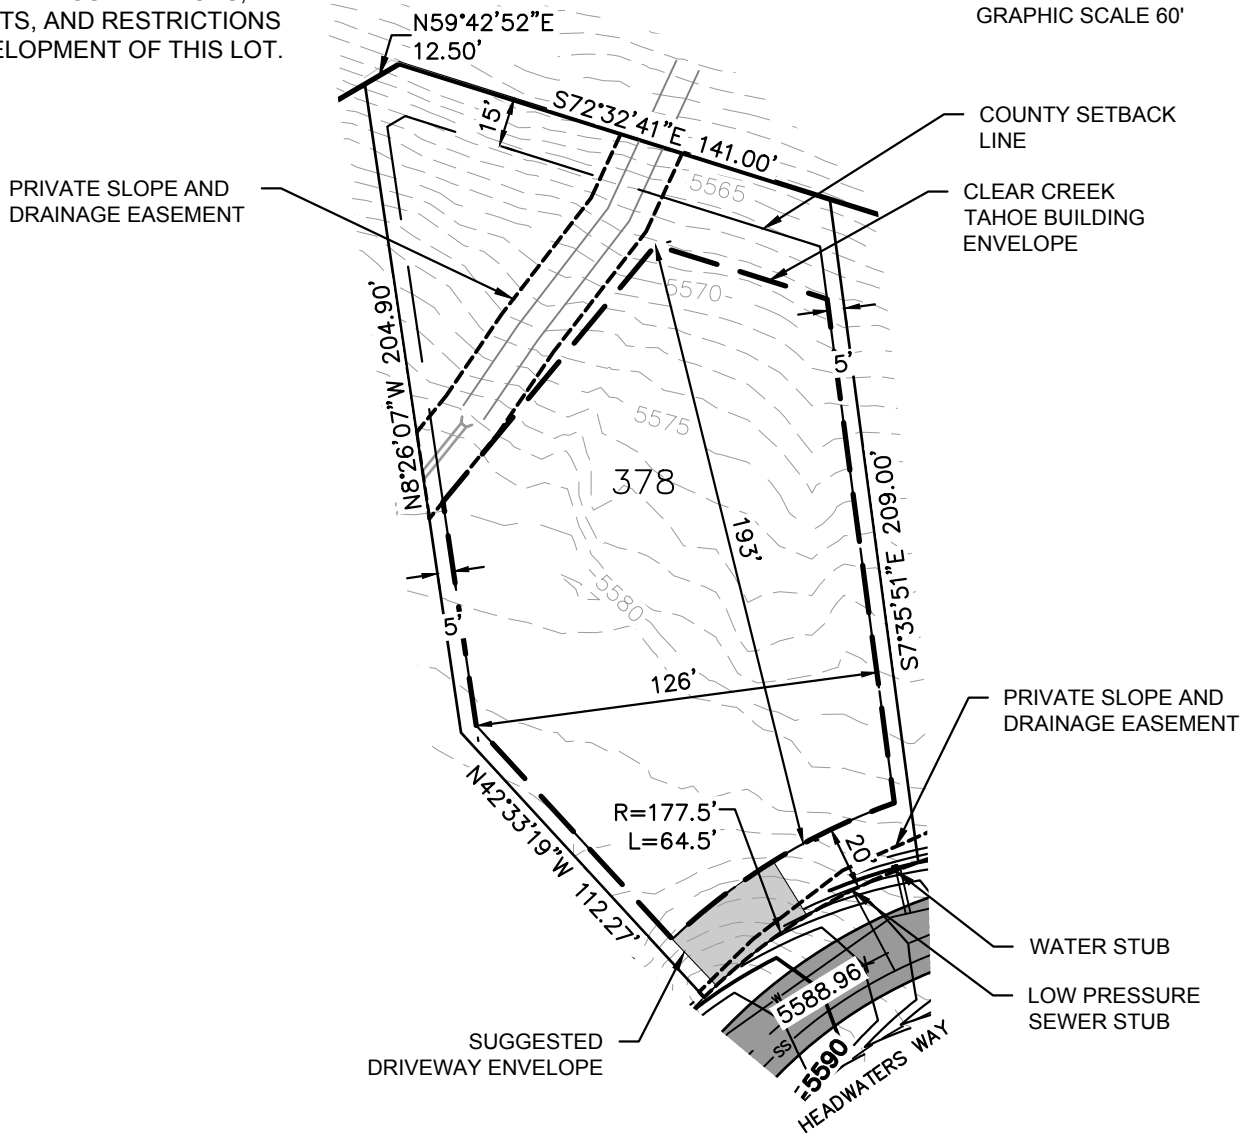 TS, AND RESTRICTIONS
ELOPMENT OF THIS LOT.
GRAPHIC SCALE 60'
N59°42'52"E
12.50'
S72°32'41"E 141.00'
15'
COUNTY SETBACK
LINE
PRIVATE SLOPE AND
DRAINAGE EASEMENT
5565
CLEAR CREEK
TAHOE BUILDING
ENVELOPE
5570
N8°26'07"W 204.90'
5'
5575
378
193'
S7°35'51"E 209.00'
5580
5'
126'
PRIVATE SLOPE AND
DRAINAGE EASEMENT
N42°33'19"W 112.27'
R=177.5'
L=64.5'
20'
WATER STUB
W
5588.96
LOW PRESSURE
SEWER STUB
SUGGESTED
DRIVEWAY ENVELOPE
SS
5590
HEADWATERS WAY